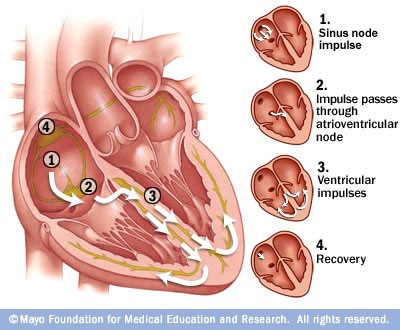 4
1
2
3
1.
Sinus node
impulse
2.
Impulse passes
through
atrioventricular
node
3.
Ventricular
impulses
4.
Recovery
© Mayo Foundation for Medical Education and Research. All rights reserved.